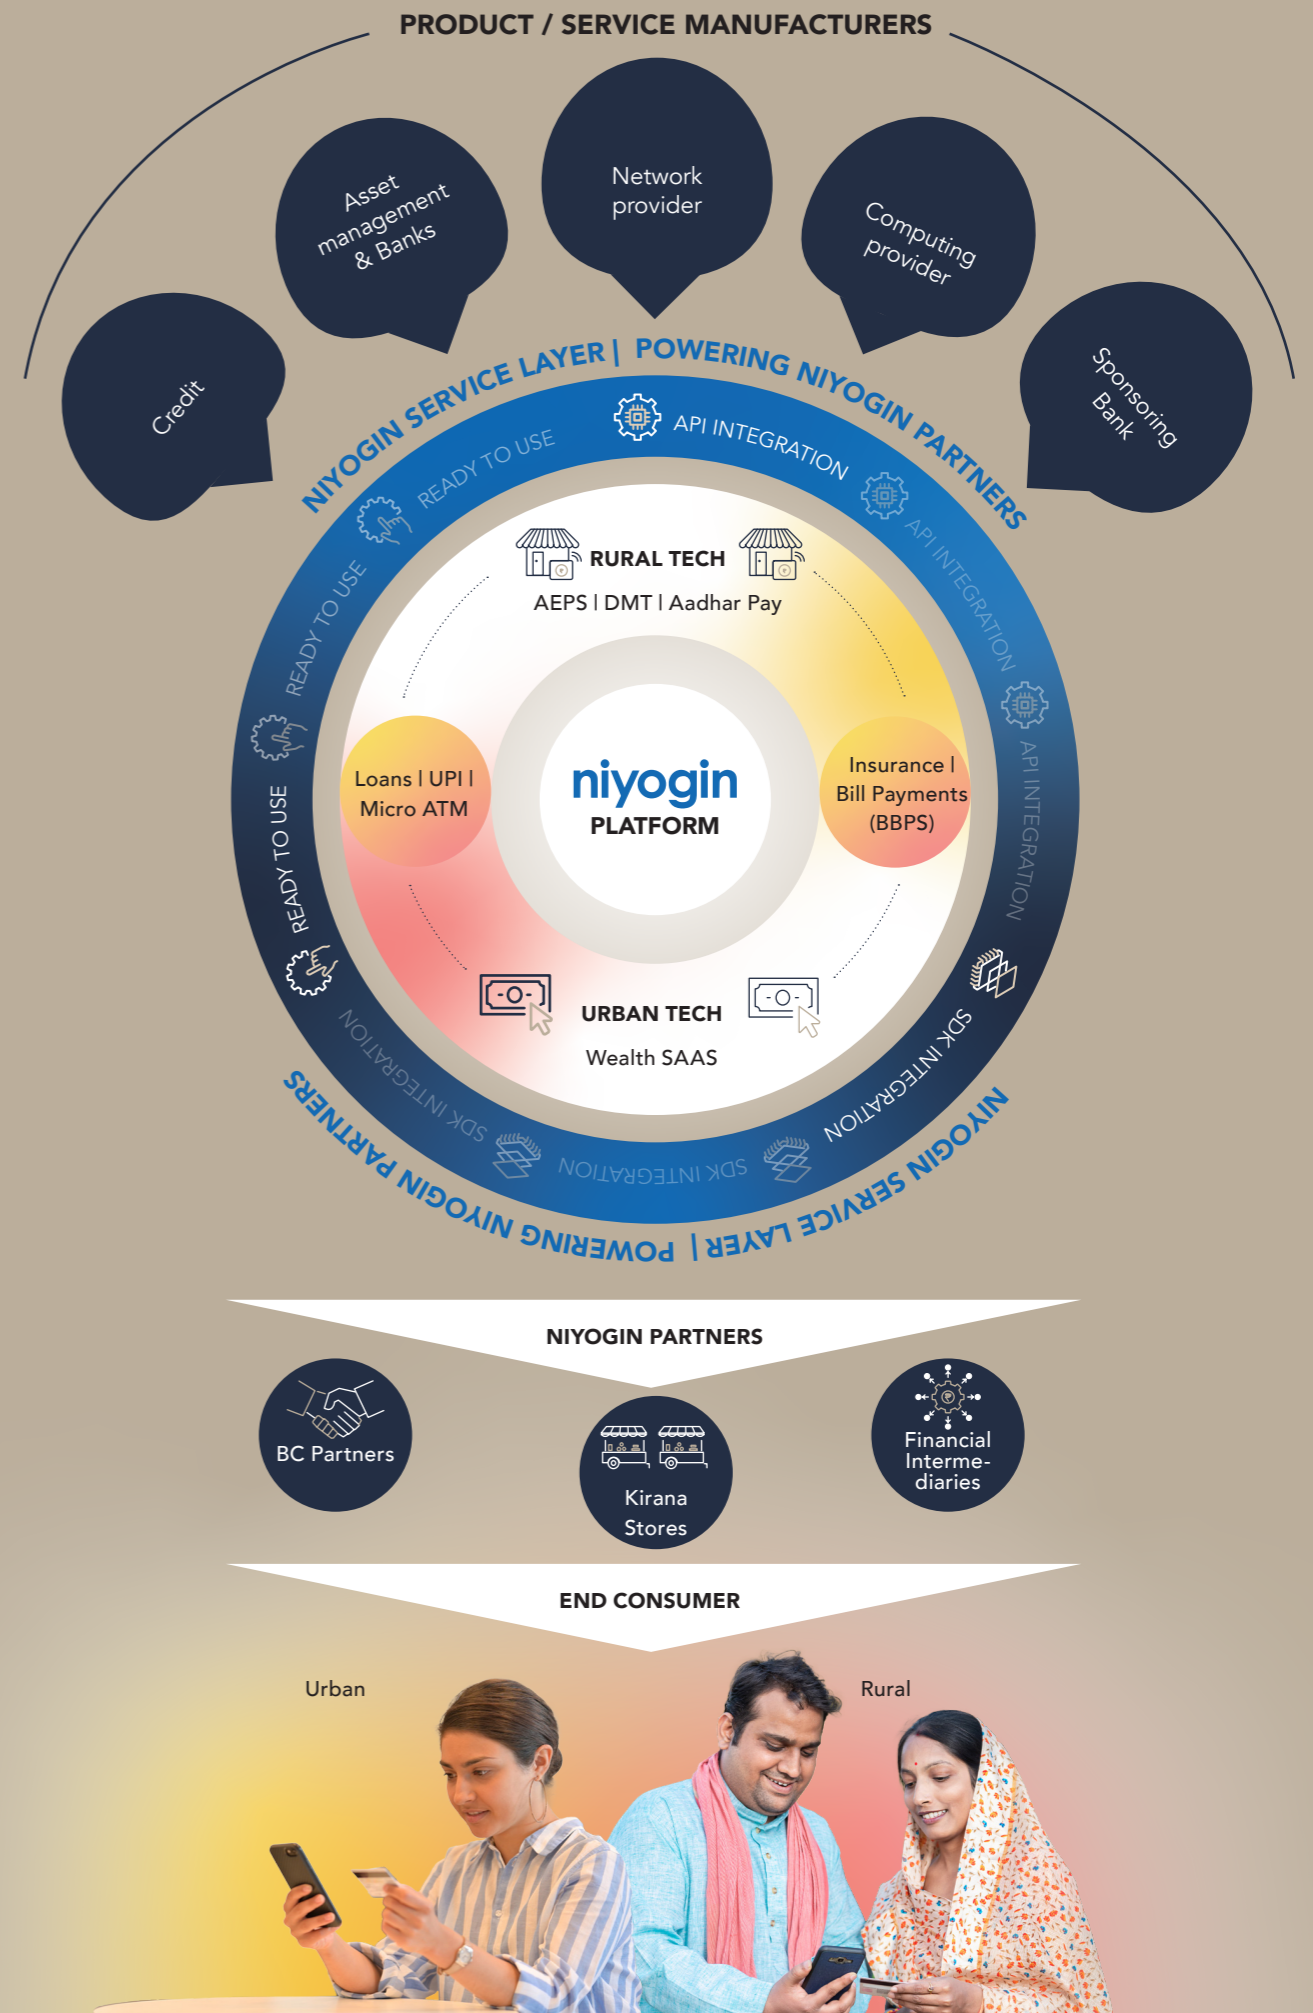 PRODUCT / SERVICE MANUFACTURERS
Credit
Asset
management
& Banks
Network
provider
Computing
provider
Sponsoring
Bank
NIYOGIN SERVICE LAYER | POWERING NIYOGIN PARTNERS
READY TO USE
READY TO USE
READY TO USE
API INTEGRATION
API INTEGRATION
API INTEGRATION
SDK INTEGRATION
SDK INTEGRATION
SDK INTEGRATION
RURAL TECH
AEPS | DMT | Aadhar Pay
Loans | UPI |
Micro ATM
niyogin
PLATFORM
Insurance |
Bill Payments
(BBPS)
URBAN TECH
Wealth SAAS
NIYOGIN SERVICE LAYER | POWERING NIYOGIN PARTNERS
NIYOGIN PARTNERS
BC Partners
Kirana
Stores
Financial
Interme-
diaries
END CONSUMER
Urban
Rural